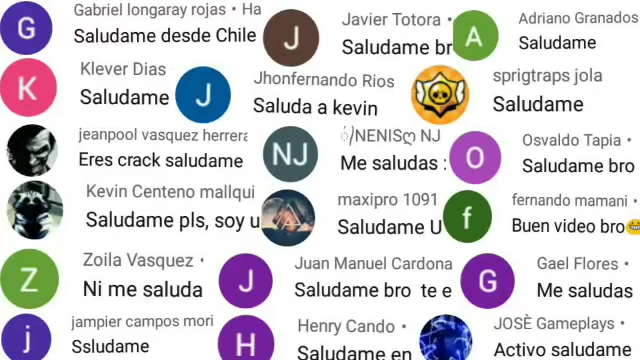 G
Gabriel longaray rojas • Ha
Saludame desde Chile
J
Javier Totora •
Saludame br
A
Adriano Granados
Saludame
K
Klever Dias
Saludame
J
Jhonfernando Rios
Saluda a kevin
sprigtraps jola
Saludame
jeanpool vasquez herrera
Eres crack saludame
NJ
NENISღ NJ
Me saludas :
O
Osvaldo Tapia •
Saludame bro
Kevin Centeno mallqui
Saludame pls, soy u
maxipro 1091
Saludame U
f
fernando mamani •
Buen video bro😁
Z
Zoila Vasquez •
Ni me saluda
J
Juan Manuel Cardona
Saludame bro te e
G
Gael Flores •
Me saludas
j
jampier campos mori
Ssludame
H
Henry Cando •
Saludame en
JOSÈ Gameplays •
Activo saludame